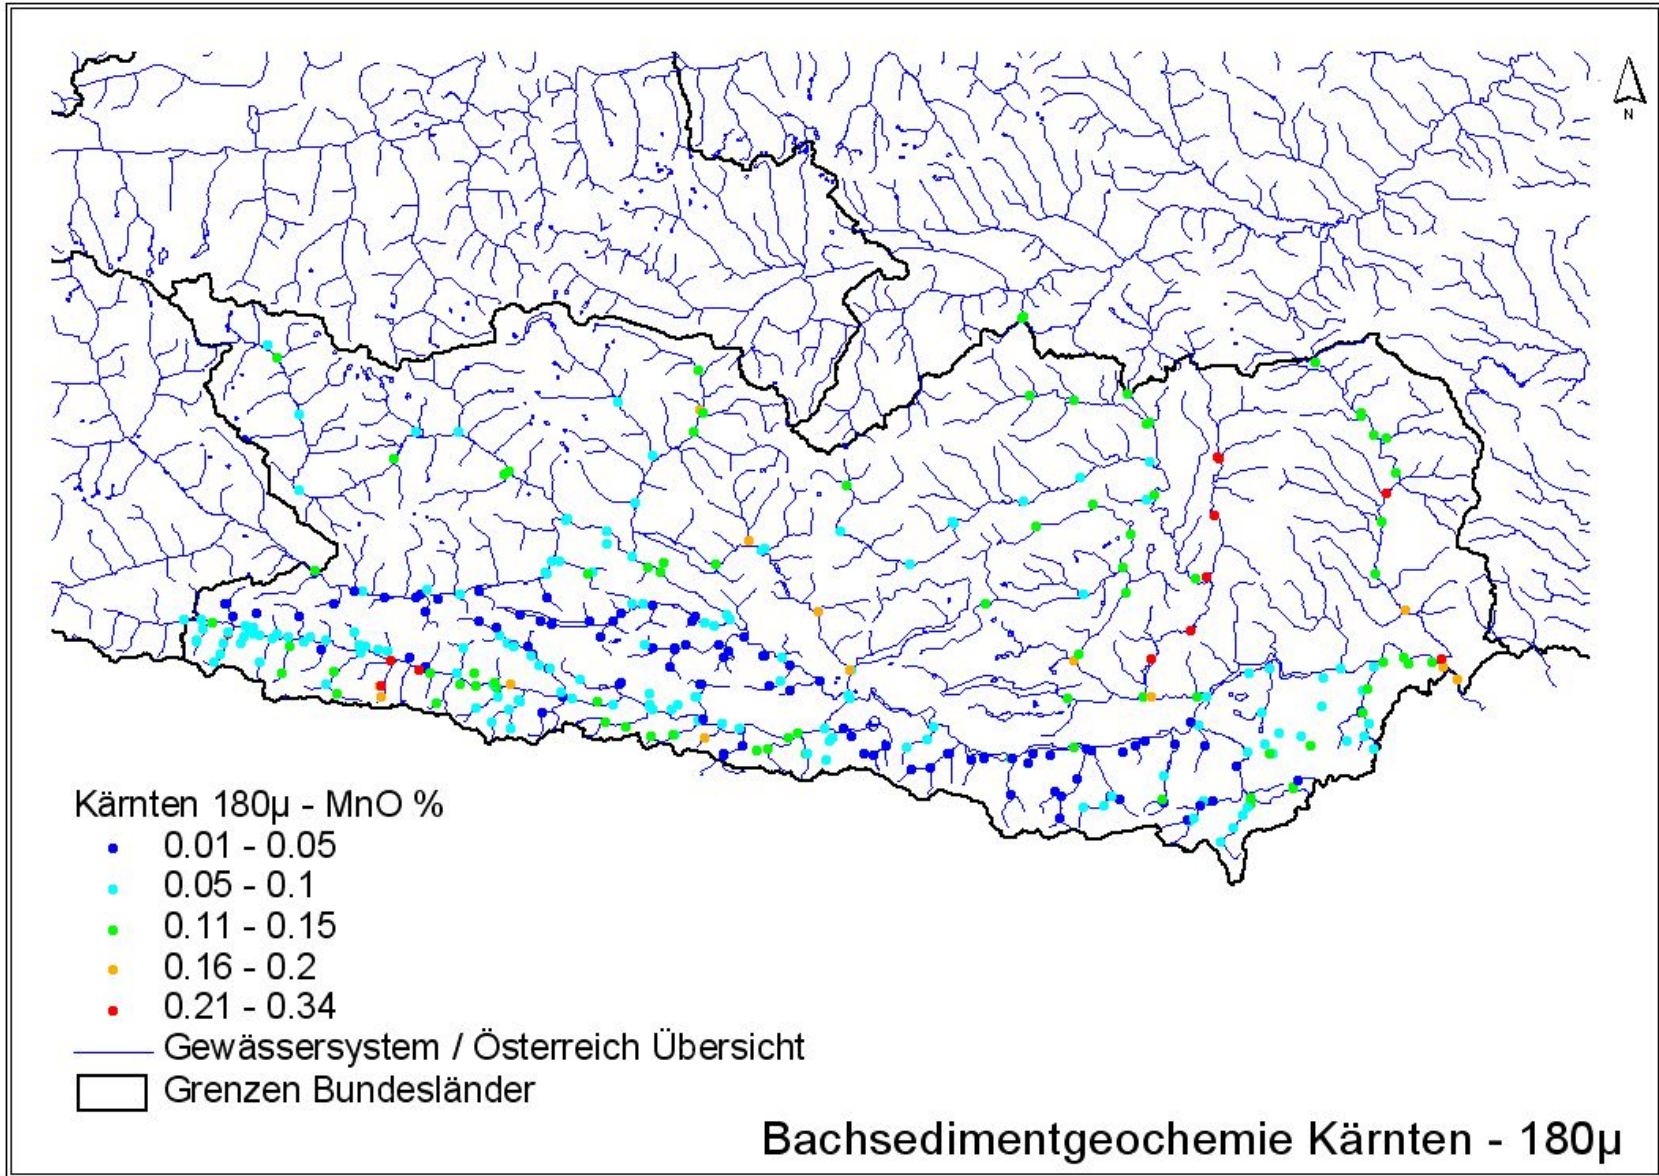 N
Kärnten 180µ - MnO %
0.01 - 0.05
0.05 - 0.1
0.11 - 0.15
0.16 - 0.2
0.21 - 0.34
Gewässersystem / Österreich Übersicht
Grenzen Bundesländer
Bachsedimentgeochemie Kärnten - 180µ